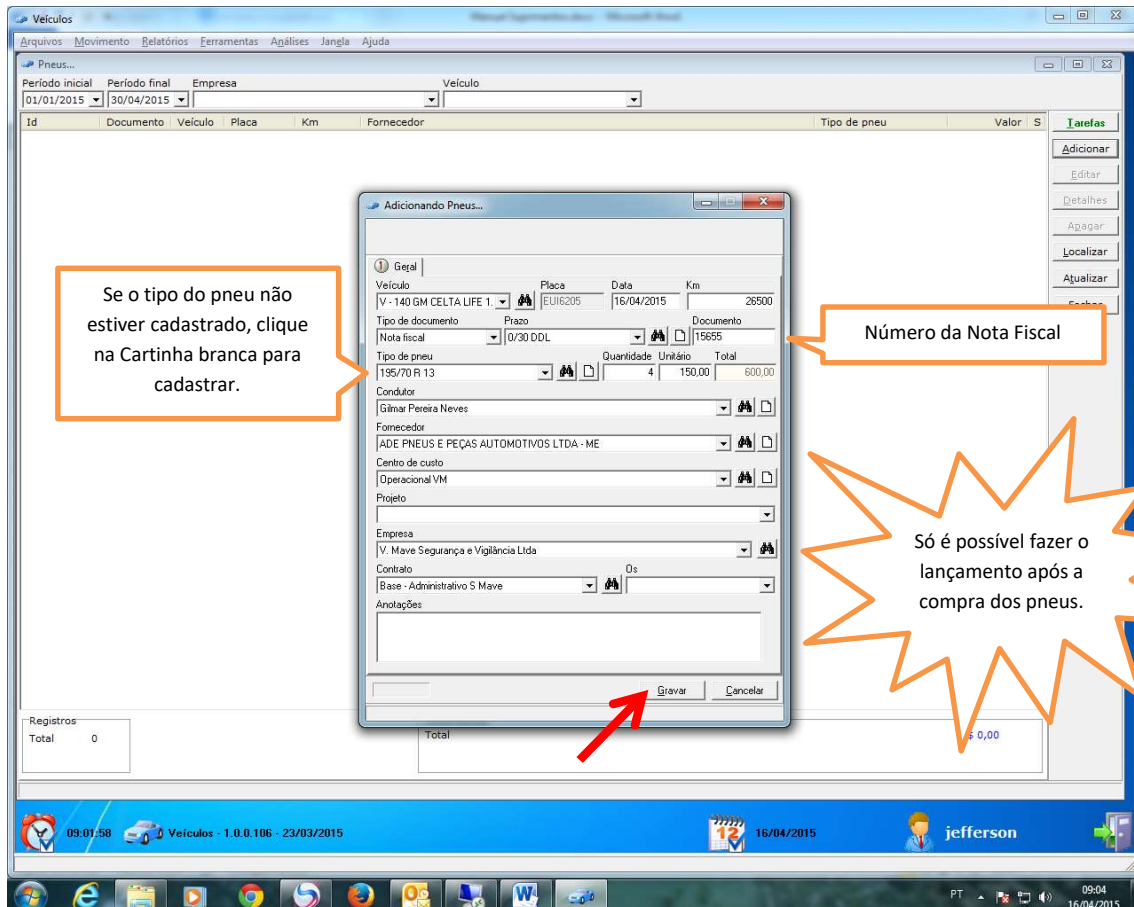 Veículos
Arquivos Movimento Relatórios Ferramentas Análises Jangla Ajuda
Pneus...
Período inicial Período final Empresa Veículo
01/01/2015 30/04/2015
Id Documento Veículo Placa Km Fornecedor Tipo de pneu Valor S
Tarefas
Adicionar
Editar
Detalhes
Apagar
Localizar
Atualizar
Adicionando Pneus...
1 Geral
Veículo Placa Data Km
V - 140 GM CELTA LIFE 1. EUI6205 16/04/2015 26500
Tipo de documento Prazo Documento
Nota fiscal 0/30 DDL 15655
Tipo de pneu Quantidade Unitário Total
195/70 R 13 4 150,00 600,00
Condutor
Gilmar Pereira Neves
Fornecedor
ADE PNEUS E PEÇAS AUTOMOTIVOS LTDA - ME
Centro de custo
Operacional VM
Projeto
Empresa
V. Mave Segurança e Vigilância Ltda
Contrato Os
Base - Administrativo S Mave
Anotações
Gravar Cancelar
Se o tipo do pneu não
estiver cadastrado, clique
na Cartinha branca para
cadastrar.
Número da Nota Fiscal
Só é possível fazer o
lançamento após a
compra dos pneus.
Registros
Total 0
Total $ 0,00
09:01:58 Veículos - 1.0.0.106 - 23/03/2015 12 16/04/2015 jefferson
PT 09:04
16/04/2015